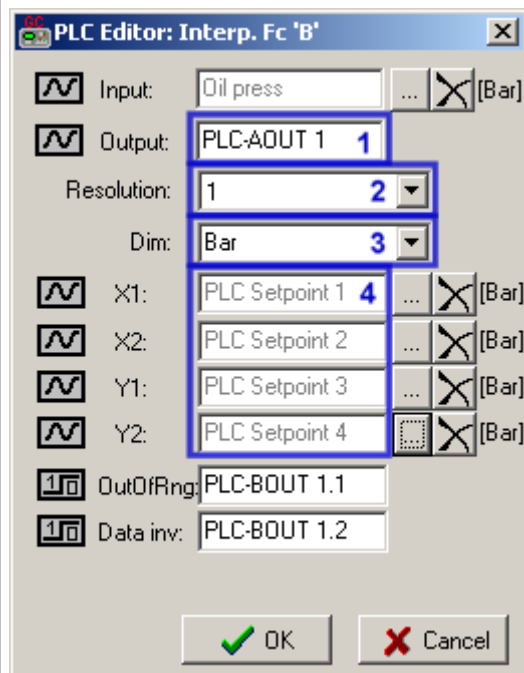 GC PLC Editor: Interp. Fc 'B'
Input: Oil press ... [Bar]
Output: PLC-AOUT 1 1
Resolution: 1 2
Dim: Bar 3
X1: PLC Setpoint 1 4 ... [Bar]
X2: PLC Setpoint 2 ... [Bar]
Y1: PLC Setpoint 3 ... [Bar]
Y2: PLC Setpoint 4 ... [Bar]
OutOfRng: PLC-BOUT 1.1
Data inv: PLC-BOUT 1.2
OK Cancel